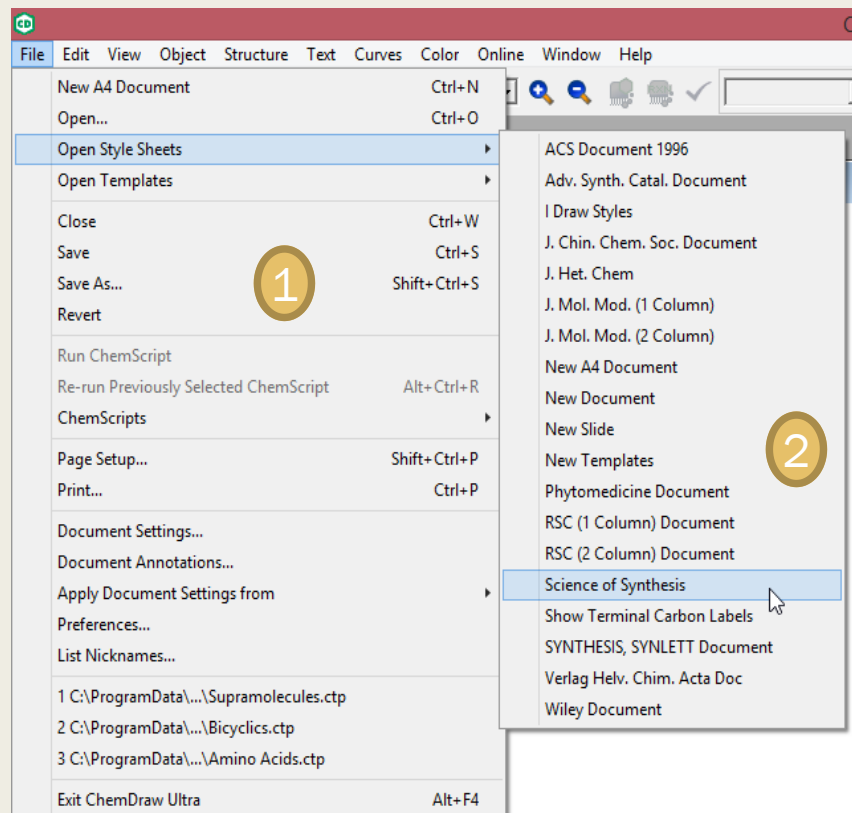 CD
C
File Edit View Object Structure Text Curves Color Online Window Help
New A4 Document Ctrl+N
Open... Ctrl+O
Open Style Sheets
Open Templates
Close Ctrl+W
Save Ctrl+S
Save As... Shift+Ctrl+S
Revert
1
Run ChemScript
Re-run Previously Selected ChemScript Alt+Ctrl+R
ChemScripts
Page Setup... Shift+Ctrl+P
Print... Ctrl+P
Document Settings...
Document Annotations...
Apply Document Settings from
Preferences...
List Nicknames...
1 C:\ProgramData\...\Supramolecules.ctp
2 C:\ProgramData\...\Bicyclics.ctp
3 C:\ProgramData\...\Amino Acids.ctp
Exit ChemDraw Ultra Alt+F4
ACS Document 1996
Adv. Synth. Catal. Document
I Draw Styles
J. Chin. Chem. Soc. Document
J. Het. Chem
J. Mol. Mod. (1 Column)
J. Mol. Mod. (2 Column)
New A4 Document
New Document
New Slide
New Templates
2
Phytomedicine Document
RSC (1 Column) Document
RSC (2 Column) Document
Science of Synthesis
Show Terminal Carbon Labels
SYNTHESIS, SYNLETT Document
Verlag Helv. Chim. Acta Doc
Wiley Document